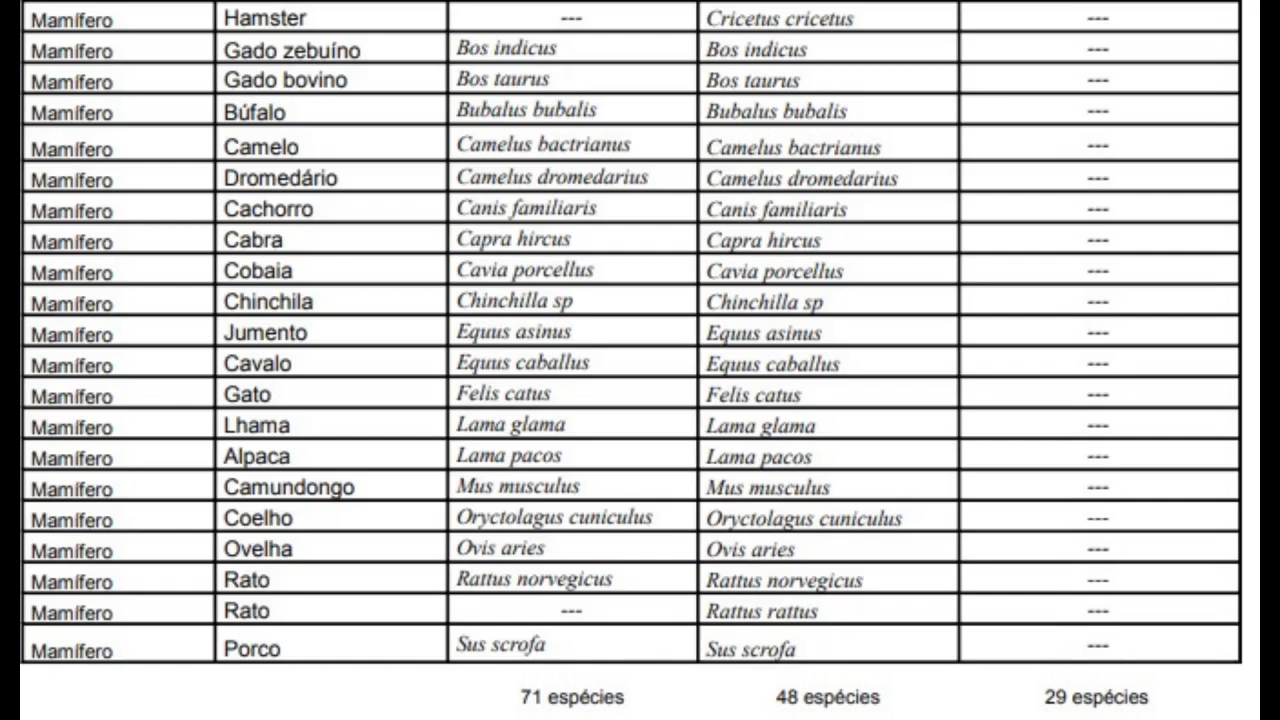 Mamífero Hamster --- Cricetus cricetus ---
Mamífero Gado zebuíno Bos indicus Bos indicus ---
Mamífero Gado bovino Bos taurus Bos taurus ---
Mamífero Búfalo Bubalus bubalis Bubalus bubalis ---
Mamífero Camelo Camelus bactrianus Camelus bactrianus ---
Mamífero Dromedário Camelus dromedarius Camelus dromedarius ---
Mamífero Cachorro Canis familiaris Canis familiaris ---
Mamífero Cabra Capra hircus Capra hircus ---
Mamífero Cobaia Cavia porcellus Cavia porcellus ---
Mamífero Chinchila Chinchilla sp Chinchilla sp ---
Mamífero Jumento Equus asinus Equus asinus ---
Mamífero Cavalo Equus caballus Equus caballus ---
Mamífero Gato Felis catus Felis catus ---
Mamífero Lhama Lama glama Lama glama ---
Mamífero Alpaca Lama pacos Lama pacos ---
Mamífero Camundongo Mus musculus Mus musculus ---
Mamífero Coelho Oryctolagus cuniculus Oryctolagus cuniculus ---
Mamífero Ovelha Ovis aries Ovis aries ---
Mamífero Rato Rattus norvegicus Rattus norvegicus ---
Mamífero Rato --- Rattus rattus ---
Mamífero Porco Sus scrofa Sus scrofa ---
71 espécies 48 espécies 29 espécies